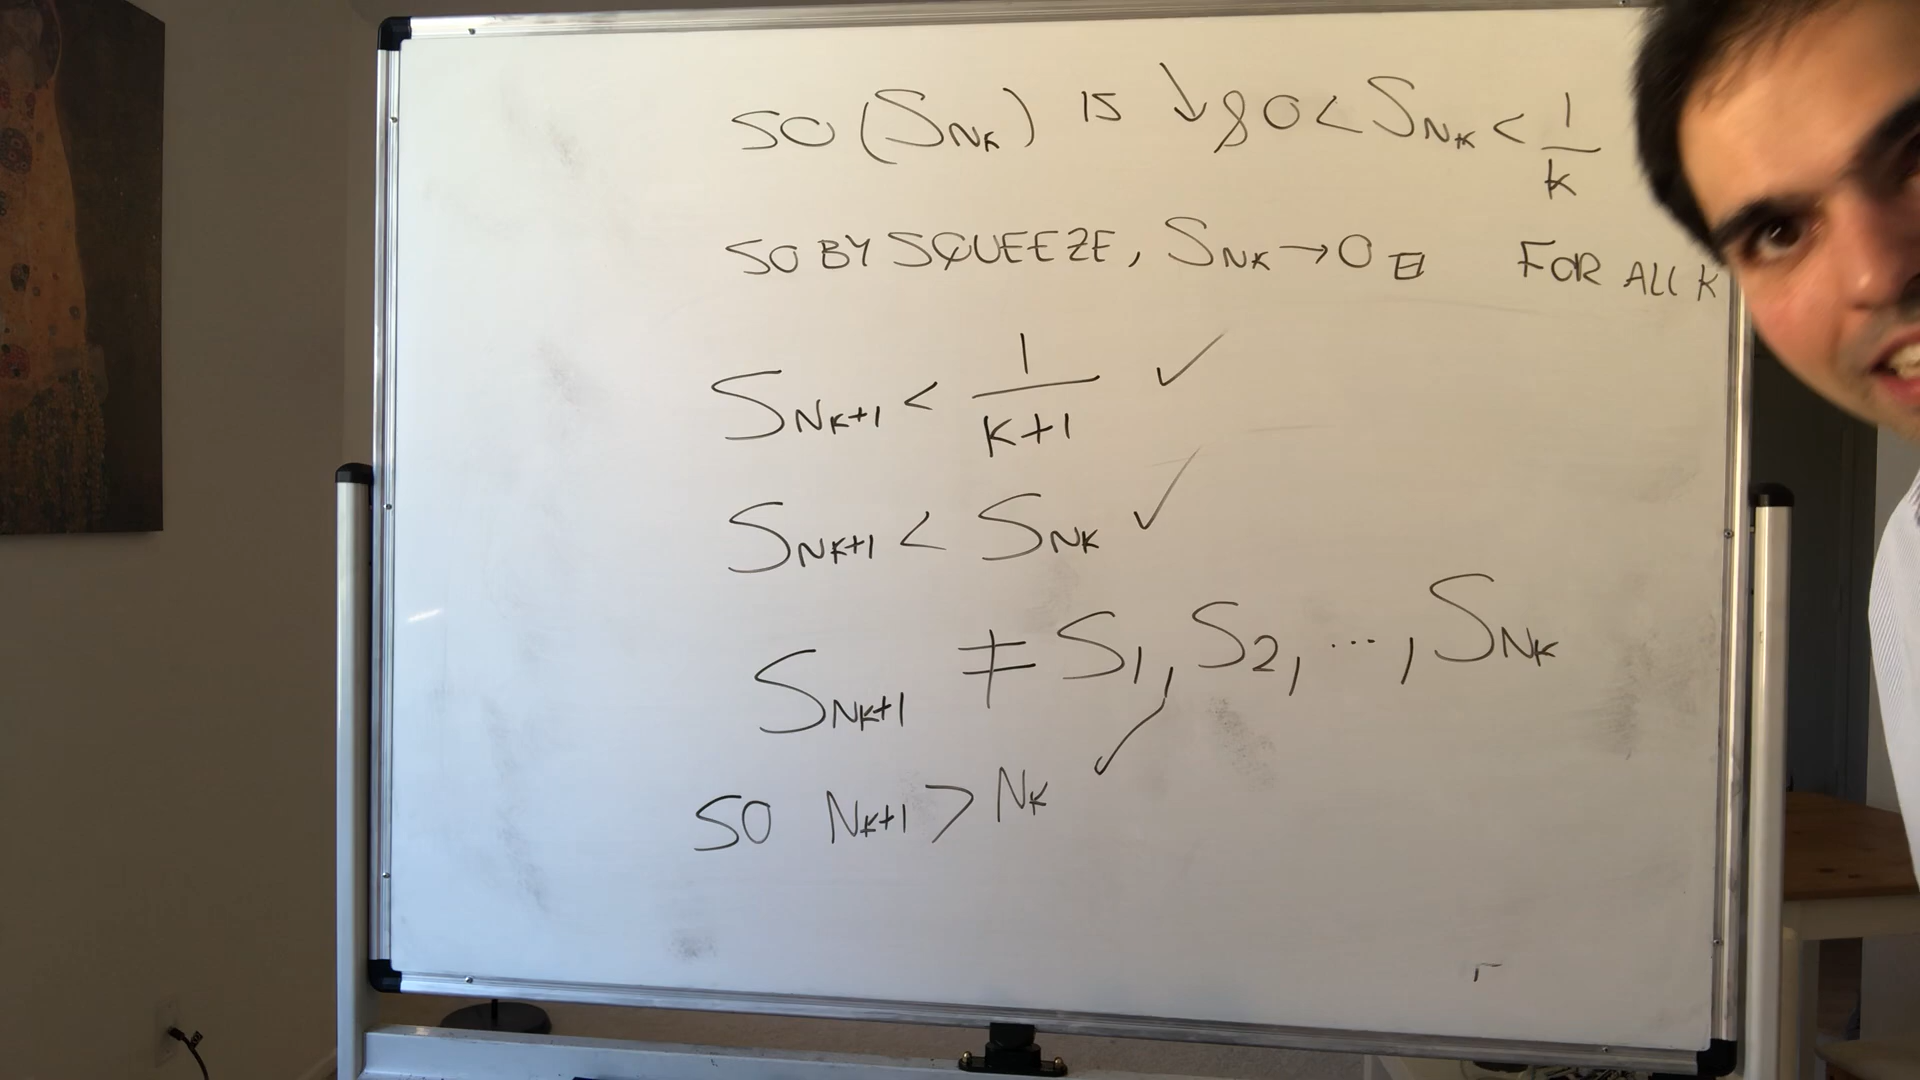 SO (S_{N_K}) IS ↓ & 0 < S_{N_K} < 1/K
SO BY SQUEEZE, S_{N_K} → 0 FOR ALL K
S_{N_{K+1}} < 1/(K+1) ✓
S_{N_{K+1}} < S_{N_K} ✓
S_{N_{K+1}} ≠ S_1, S_2, ..., S_{N_K}
SO N_{K+1} > N_K ✓